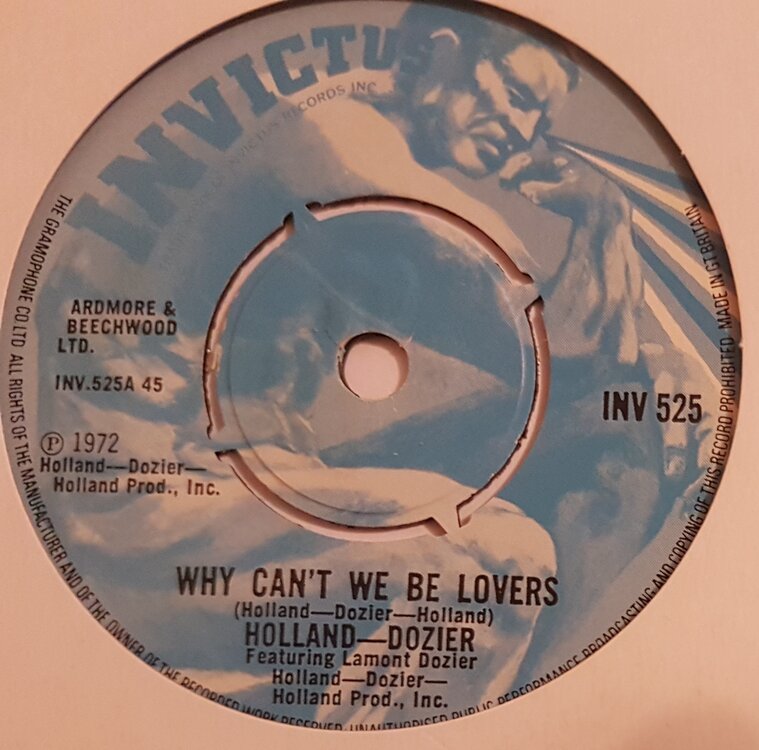 INVICTUS
INVICTUS RECORDS INC
THE GRAMOPHONE CO LTD ALL RIGHTS OF THE MANUFACTURER AND OF THE OWNER OF THE RECORDED WORK RESERVED. UNAUTHORISED PUBLIC PERFORMANCE BROADCASTING AND COPYING OF THIS RECORD PROHIBITED MADE IN GT BRITAIN
ARDMORE &
BEECHWOOD
LTD.
INV.525A 45
INV 525
Ⓟ 1972
Holland—Dozier—
Holland Prod., Inc.
WHY CAN'T WE BE LOVERS
(Holland—Dozier—Holland)
HOLLAND—DOZIER
Featuring Lamont Dozier
Holland—Dozier—
Holland Prod., Inc.